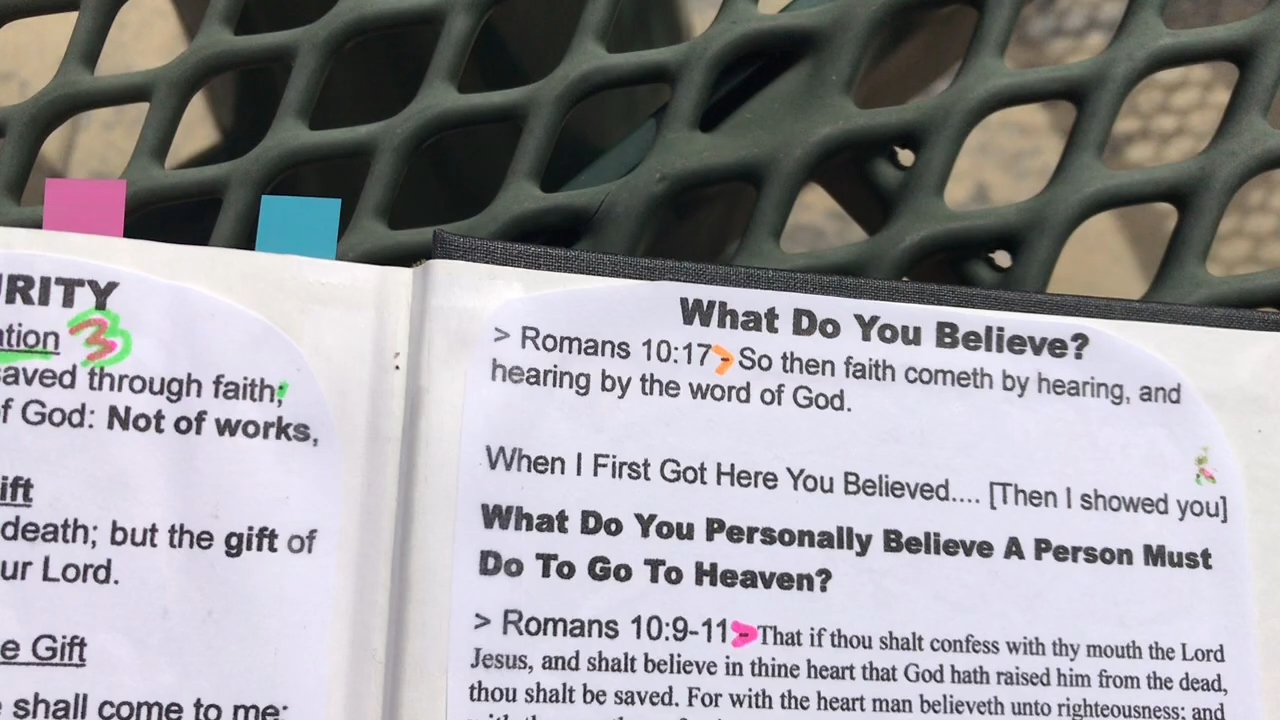 RITY
ation 3
saved through faith;
f God: Not of works,
ift
death; but the gift of
ur Lord.
e Gift
shall come to me:
What Do You Believe?
> Romans 10:17 - So then faith cometh by hearing, and
hearing by the word of God.
When I First Got Here You Believed.... [Then I showed you]
What Do You Personally Believe A Person Must
Do To Go To Heaven?
> Romans 10:9-11 - That if thou shalt confess with thy mouth the Lord
Jesus, and shalt believe in thine heart that God hath raised him from the dead,
thou shalt be saved. For with the heart man believeth unto righteousness; and